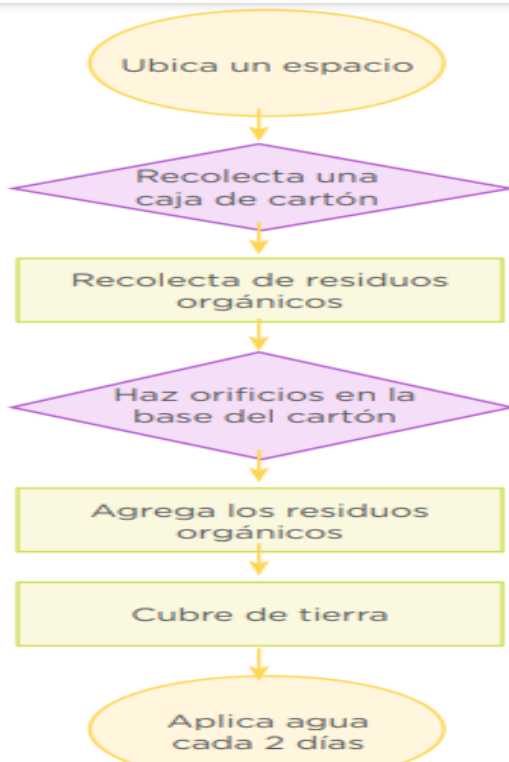 Ubica un espacio
Recolecta una
caja de cartón
Recolecta de residuos
orgánicos
Haz orificios en la
base del cartón
Agrega los residuos
orgánicos
Cubre de tierra
Aplica agua
cada 2 días